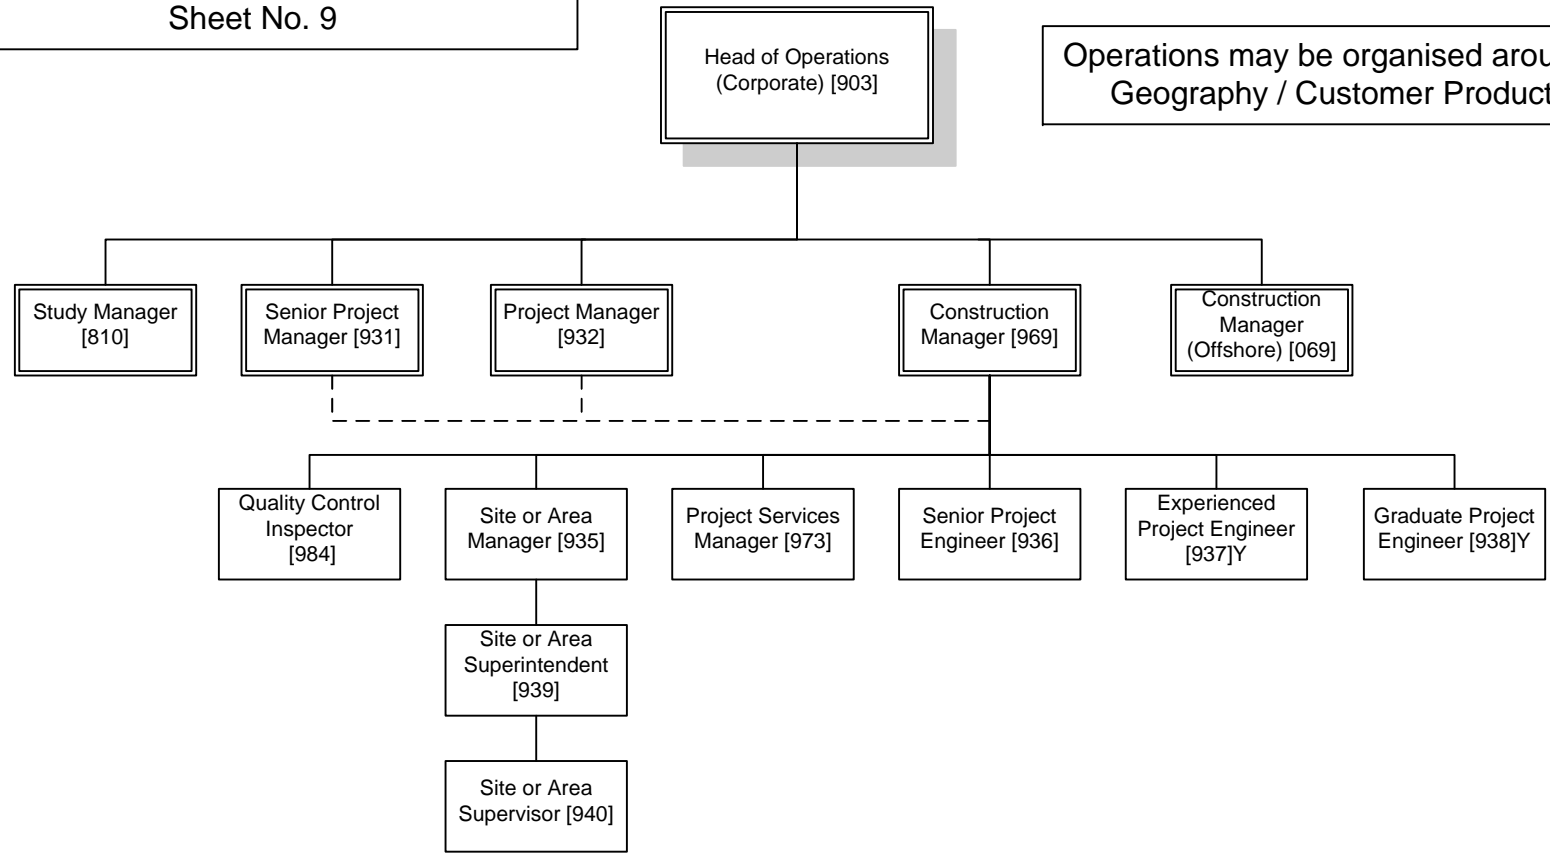 Sheet No. 9
Head of Operations
(Corporate) [903]
Operations may be organised
Geography / Customer Product
Study Manager
[810]
Senior Project
Manager [931]
Project Manager
[932]
Construction
Manager [969]
Construction
Manager
(Offshore) [069]
Quality Control
Inspector
[984]
Site or Area
Manager [935]
Project Services
Manager [973]
Senior Project
Engineer [936]
Experienced
Project Engineer
[937]Y
Graduate Project
Engineer [938]Y
Site or Area
Superintendent
[939]
Site or Area
Supervisor [940]